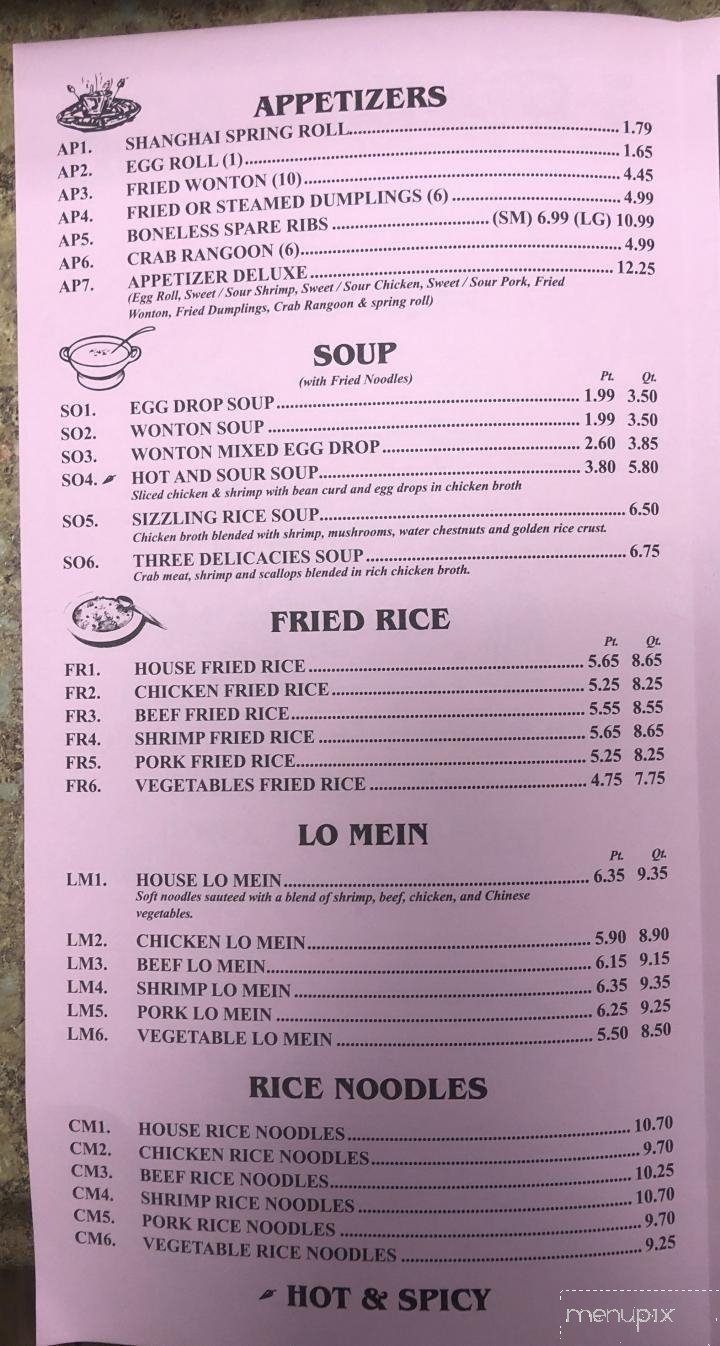 APPETIZERS
AP1. SHANGHAI SPRING ROLL 1.79
AP2. EGG ROLL (1) 1.65
AP3. FRIED WONTON (10) 4.45
AP4. FRIED OR STEAMED DUMPLINGS (6) 4.99
AP5. BONELESS SPARE RIBS (SM) 6.99 (LG) 10.99
AP6. CRAB RANGOON (6) 4.99
AP7. APPETIZER DELUXE 12.25
(Egg Roll, Sweet / Sour Shrimp, Sweet / Sour Chicken, Sweet / Sour Pork, Fried
Wonton, Fried Dumplings, Crab Rangoon & spring roll)
SOUP
(with Fried Noodles)
Pt. Qt.
SO1. EGG DROP SOUP 1.99 3.50
SO2. WONTON SOUP 1.99 3.50
SO3. WONTON MIXED EGG DROP 2.60 3.85
SO4. HOT AND SOUR SOUP 3.80 5.80
Sliced chicken & shrimp with bean curd and egg drops in chicken broth
SO5. SIZZLING RICE SOUP 6.50
Chicken broth blended with shrimp, mushrooms, water chestnuts and golden rice crust.
SO6. THREE DELICACIES SOUP 6.75
Crab meat, shrimp and scallops blended in rich chicken broth.
FRIED RICE
Pt. Qt.
FR1. HOUSE FRIED RICE 5.65 8.65
FR2. CHICKEN FRIED RICE 5.25 8.25
FR3. BEEF FRIED RICE 5.55 8.55
FR4. SHRIMP FRIED RICE 5.65 8.65
FR5. PORK FRIED RICE 5.25 8.25
FR6. VEGETABLES FRIED RICE 4.75 7.75
LO MEIN
Pt. Qt.
LM1. HOUSE LO MEIN 6.35 9.35
Soft noodles sauteed with a blend of shrimp, beef, chicken, and Chinese
vegetables.
LM2. CHICKEN LO MEIN 5.90 8.90
LM3. BEEF LO MEIN 6.15 9.15
LM4. SHRIMP LO MEIN 6.35 9.35
LM5. PORK LO MEIN 6.25 9.25
LM6. VEGETABLE LO MEIN 5.50 8.50
RICE NOODLES
CM1. HOUSE RICE NOODLES 10.70
CM2. CHICKEN RICE NOODLES 9.70
CM3. BEEF RICE NOODLES 10.25
CM4. SHRIMP RICE NOODLES 10.70
CM5. PORK RICE NOODLES 9.70
CM6. VEGETABLE RICE NOODLES 9.25
HOT & SPICY
menupix